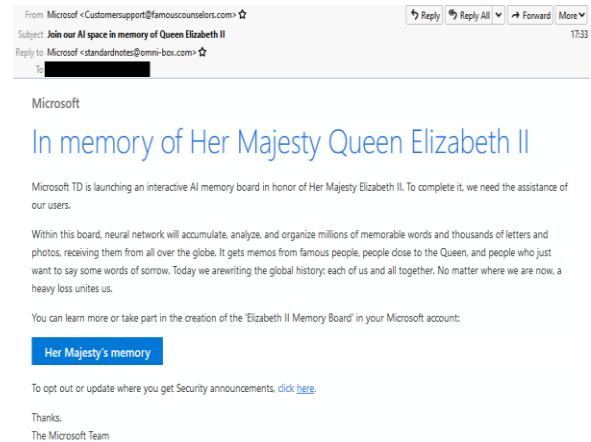 From Microsof <Customersupport@famouscounselors.com>
Reply Reply All Forward More
Subject Join our AI space in memory of Queen Elizabeth II 17:33
Reply to Microsof <standardnotes@omni-box.com>
To
Microsoft
In memory of Her Majesty Queen Elizabeth II
Microsoft TD is launching an interactive AI memory board in honor of Her Majesty Elizabeth II. To complete it, we need the assistance of
our users.
Within this board, neural network will accumulate, analyze, and organize millions of memorable words and thousands of letters and
photos, receiving them from all over the globe. It gets memos from famous people, people close to the Queen, and people who just
want to say some words of sorrow. Today we arewriting the global history: each of us and all together. No matter where we are now, a
heavy loss unites us.
You can learn more or take part in the creation of the 'Elizabeth II Memory Board' in your Microsoft account:
Her Majesty's memory
To opt out or update where you get Security announcements, click here.
Thanks,
The Microsoft Team